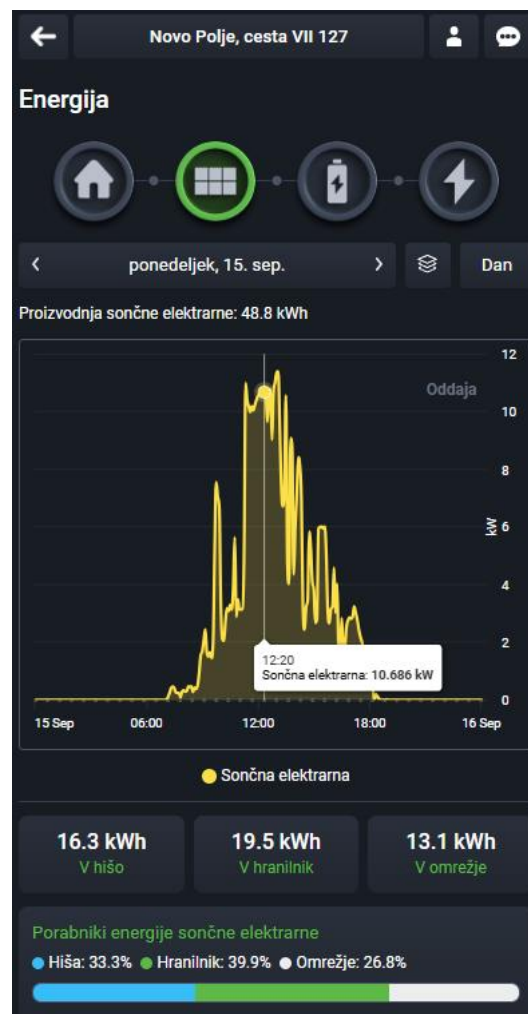 Novo Polje, cesta VII 127
Energija
ponedeljek, 15. sep.
Dan
Proizvodnja sončne elektrarne: 48.8 kWh
12
Oddaja
10
8
kW
6
4
2
12:20
Sončna elektrarna: 10.686 kW
0
15 Sep 06:00 12:00 18:00 16 Sep
Sončna elektrarna
16.3 kWh 19.5 kWh 13.1 kWh
V hišo V hranilnik V omrežje
Porabniki energije sončne elektrarne
Hiša: 33.3% Hranilnik: 39.9% Omrežje: 26.8%